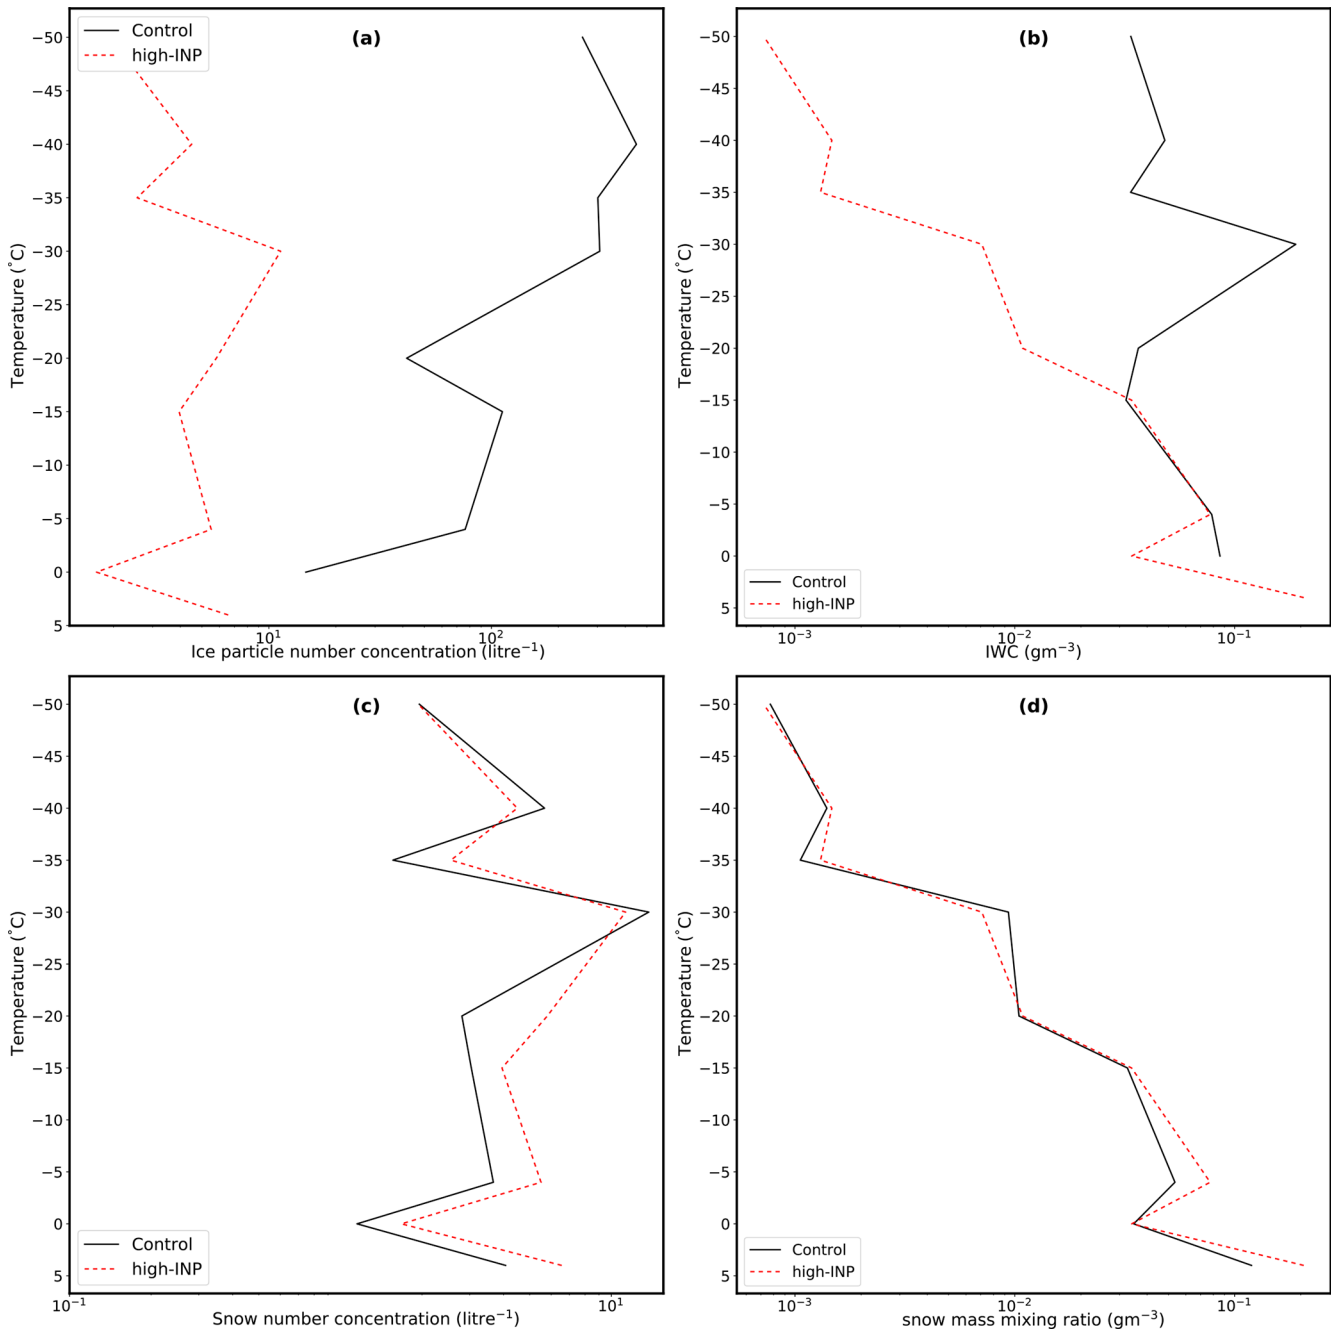 (a)
Control
high-INP
Temperature (°C)
−50
−45
−40
−35
−30
−25
−20
−15
−10
−5
0
5
10¹
10²
Ice particle number concentration (litre⁻¹)
(b)
Control
high-INP
Temperature (°C)
−50
−45
−40
−35
−30
−25
−20
−15
−10
−5
0
5
10⁻³
10⁻²
10⁻¹
IWC (gm⁻³)
(c)
Control
high-INP
Temperature (°C)
−50
−45
−40
−35
−30
−25
−20
−15
−10
−5
0
5
10⁻¹
10¹
Snow number concentration (litre⁻¹)
(d)
Control
high-INP
Temperature (°C)
−50
−45
−40
−35
−30
−25
−20
−15
−10
−5
0
5
10⁻³
10⁻²
10⁻¹
snow mass mixing ratio (gm⁻³)